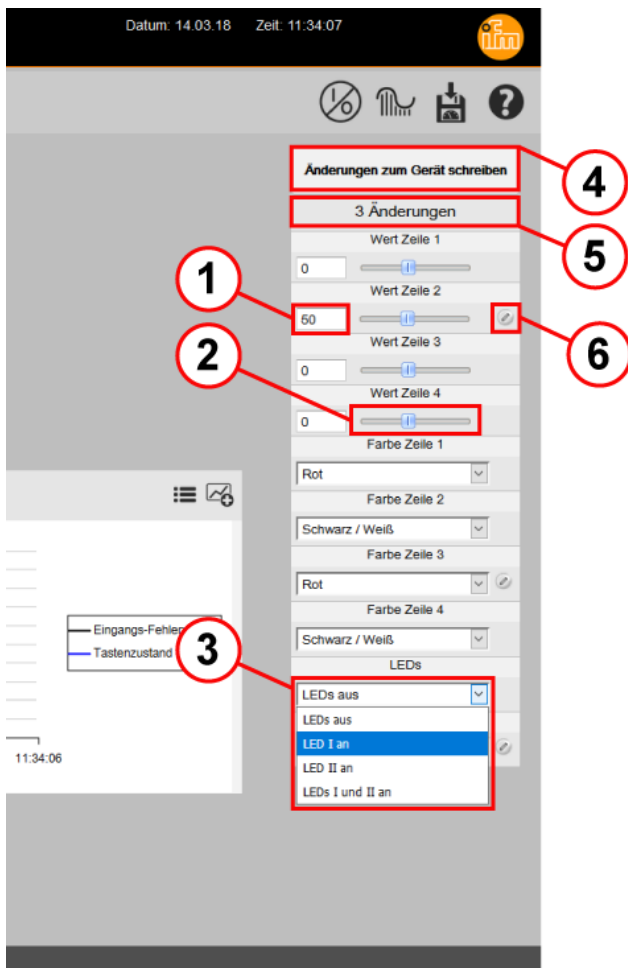 Datum: 14.03.18 Zeit: 11:34:07
ifm
I/O
?
Änderungen zum Gerät schreiben
4
3 Änderungen
5
Wert Zeile 1
0
1
Wert Zeile 2
60
6
2
Wert Zeile 3
0
Wert Zeile 4
0
Farbe Zeile 1
Rot
Farbe Zeile 2
Schwarz / Weiß
Farbe Zeile 3
Rot
Farbe Zeile 4
Schwarz / Weiß
Eingangs-Fehler
Tastenzustand
3
LEDs
LEDs aus
LEDs aus
LED I an
LED II an
LEDs I und II an
11:34:06